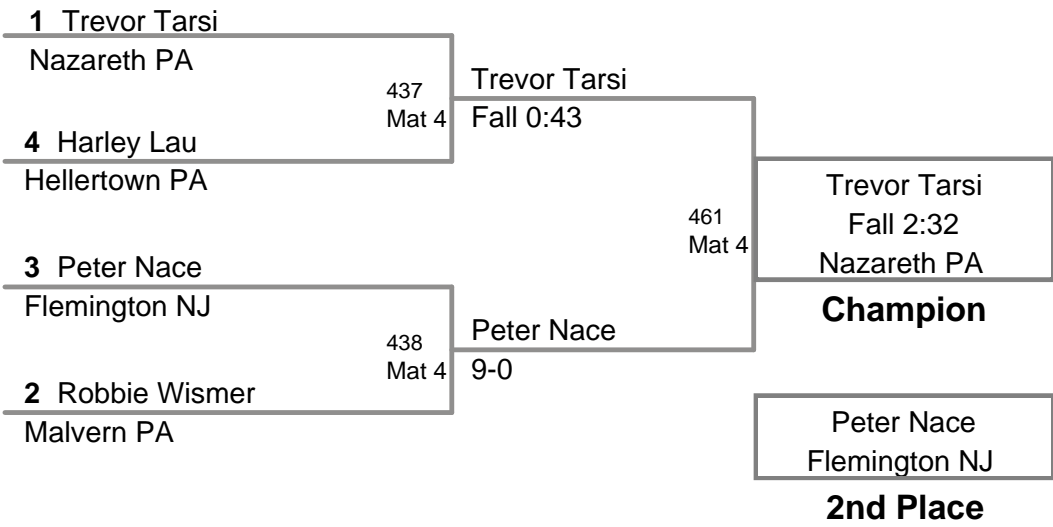 1 Trevor Tarsi
Nazareth PA
437
Mat 4
Trevor Tarsi
Fall 0:43
4 Harley Lau
Hellertown PA
461
Mat 4
Trevor Tarsi
Fall 2:32
Nazareth PA
Champion
3 Peter Nace
Flemington NJ
438
Mat 4
Peter Nace
9-0
2 Robbie Wismer
Malvern PA
Peter Nace
Flemington NJ
2nd Place